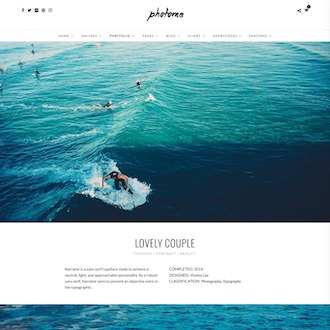 photome
0
HOME GALLERY PORTFOLIO PAGES BLOG CLIENT SHORTCODES FEATURES
LOVELY COUPLE
FASHION / PORTRAIT / BEAUTY
Narrator is a sans-serif typeface made to achieve a
neutral, light, and approachable personality. As a robust
serif, Narrator aims to present an objective voice in
the typographic.
COMPLETED: 2014
DESIGNED: Vivance Lee
CLASSIFICATION: Photography, Typography